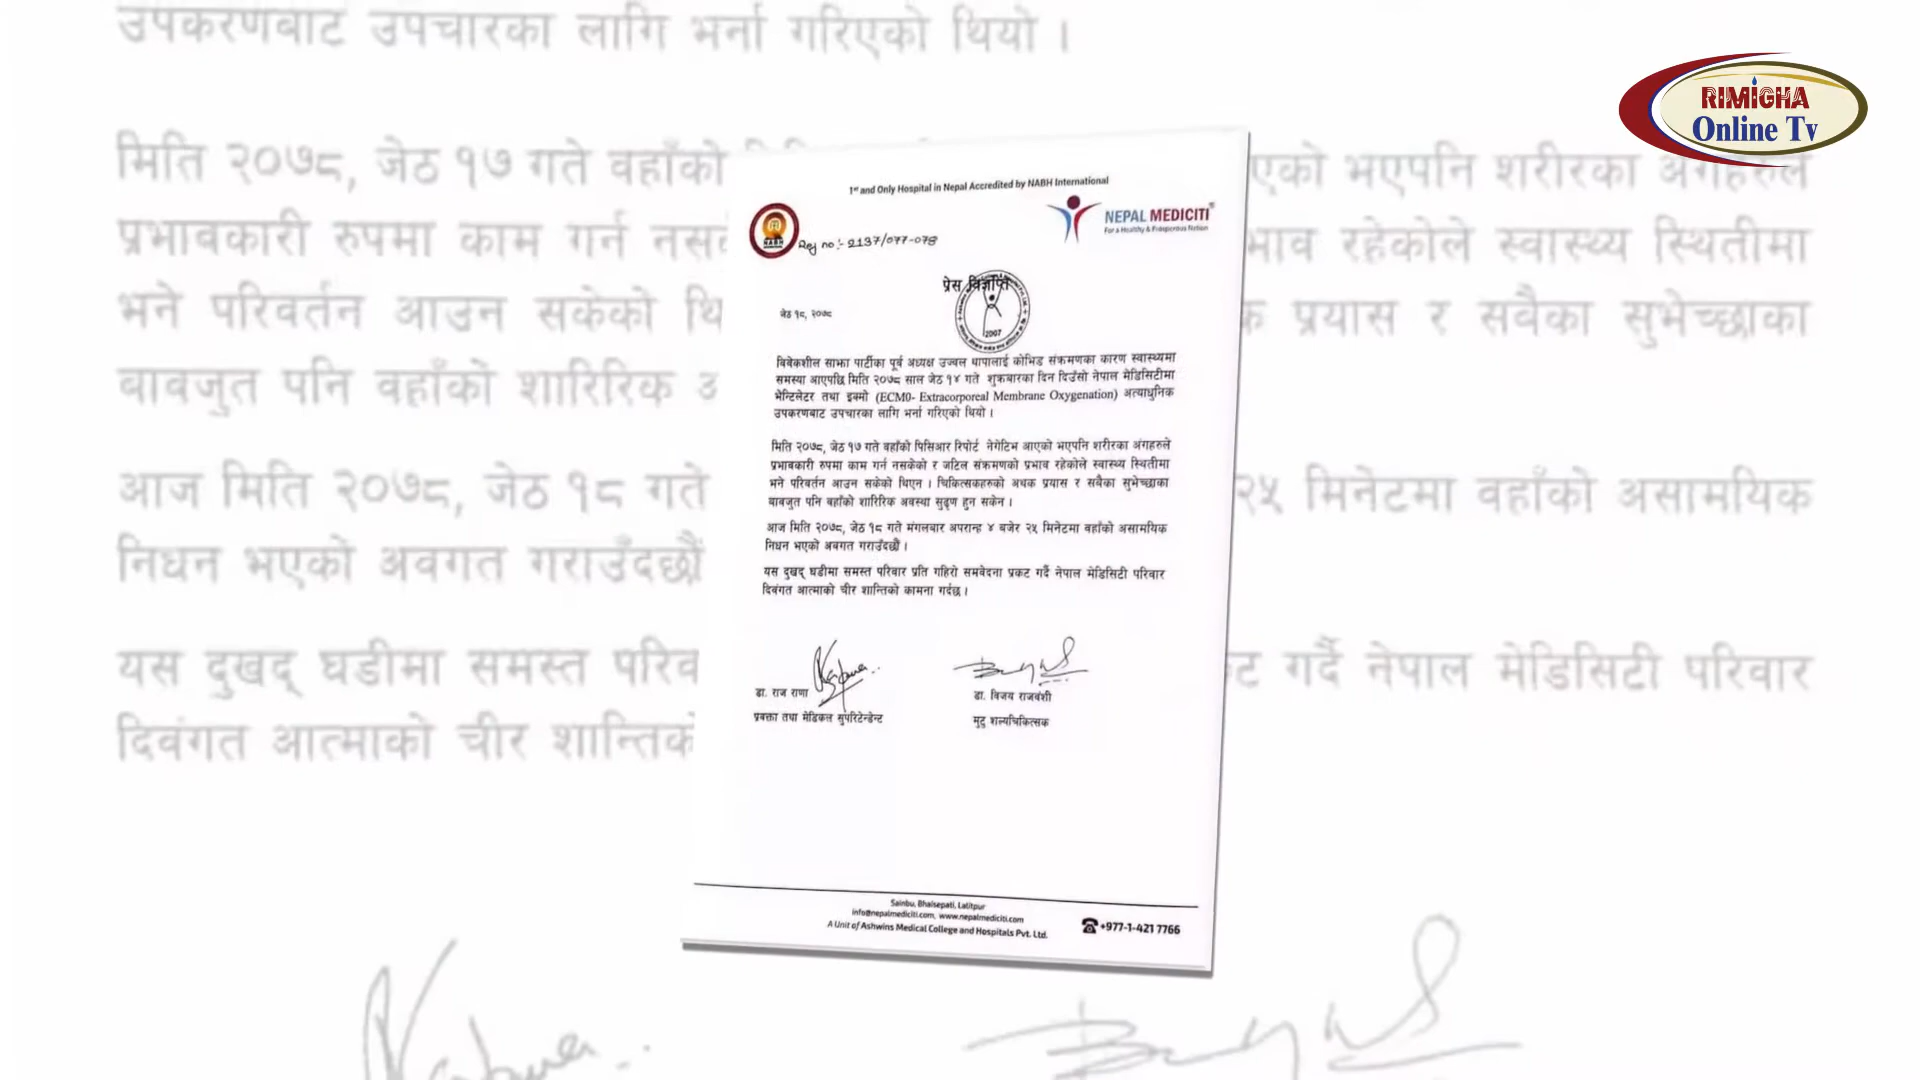 उपकरणबाट उपचारका लागि भर्ना गरिएको थियो ।
RIMIGHA
Online Tv
मिति २०७८, जेठ १७ गते वहाँको
एको भएपनि शरीरका अंगहरुले
प्रभावकारी रुपमा काम गर्न
भाव रहेकोले स्वास्थ्य स्थितीमा
भने परिवर्तन आउन सकेको
प्रयास र सबैका सुभेच्छाका
बावजुत पनि वहाँको शारिरिक
आज मिति २०७८, जेठ १८ गते
२५ मिनेटमा वहाँको असामयिक
निधन भएको अवगत गराउँदछौं
यस दुखद् घडीमा समस्त
गर्दै नेपाल मेडिसिटी परिवार
दिवंगत आत्माको चीर
1st and Only Hospital in Nepal Accredited by NABH International
NABH
Reg no:- 2137/077-078
NEPAL MEDICITI
For a Healthy & Prosperous Nation
प्रेस विज्ञप्ति
2007
जेठ १८, २०७८
विवेकशील साझा पार्टीका पूर्व अध्यक्ष उज्वल थापालाई कोभिड संक्रमणका कारण स्वास्थ्यमा
समस्या आएपछि मिति २०७८ साल जेठ १४ गते शुक्रबारका दिन दिउँसो नेपाल मेडिसिटीमा
भेन्टिलेटर तथा इक्मो (ECMO- Extracorporeal Membrane Oxygenation) अत्याधुनिक
उपकरणबाट उपचारका लागि भर्ना गरिएको थियो ।
मिति २०७८, जेठ १७ गते वहाँको पिसिआर रिपोर्ट नेगेटिभ आएको भएपनि शरीरका अंगहरुले
प्रभावकारी रुपमा काम गर्न नसकेको र जटिल संक्रमणको प्रभाव रहेकोले स्वास्थ्य स्थितीमा
भने परिवर्तन आउन सकेको थिएन । चिकित्सकहरुको अथक प्रयास र सबैका सुभेच्छाका
बावजुत पनि वहाँको शारिरिक अवस्था सुदृण हुन सकेन ।
आज मिति २०७८, जेठ १८ गते मंगलबार अपरान्ह ४ बजेर २५ मिनेटमा वहाँको असामयिक
निधन भएको अवगत गराउँदछौं ।
यस दुखद् घडीमा समस्त परिवार प्रति गहिरो समवेदना प्रकट गर्दै नेपाल मेडिसिटी परिवार
दिवंगत आत्माको चीर शान्तिको कामना गर्दछ ।
डा. राज राणा
प्रवक्ता तथा मेडिकल सुपरिटेन्डेन्ट
डा. विजय राजवंशी
मुटु शल्यचिकित्सक
Sainbu, Bhaisepati, Lalitpur
info@nepalmediciti.com, www.nepalmediciti.com
A Unit of Ashwins Medical College and Hospitals Pvt. Ltd.
+977-1-421 7766